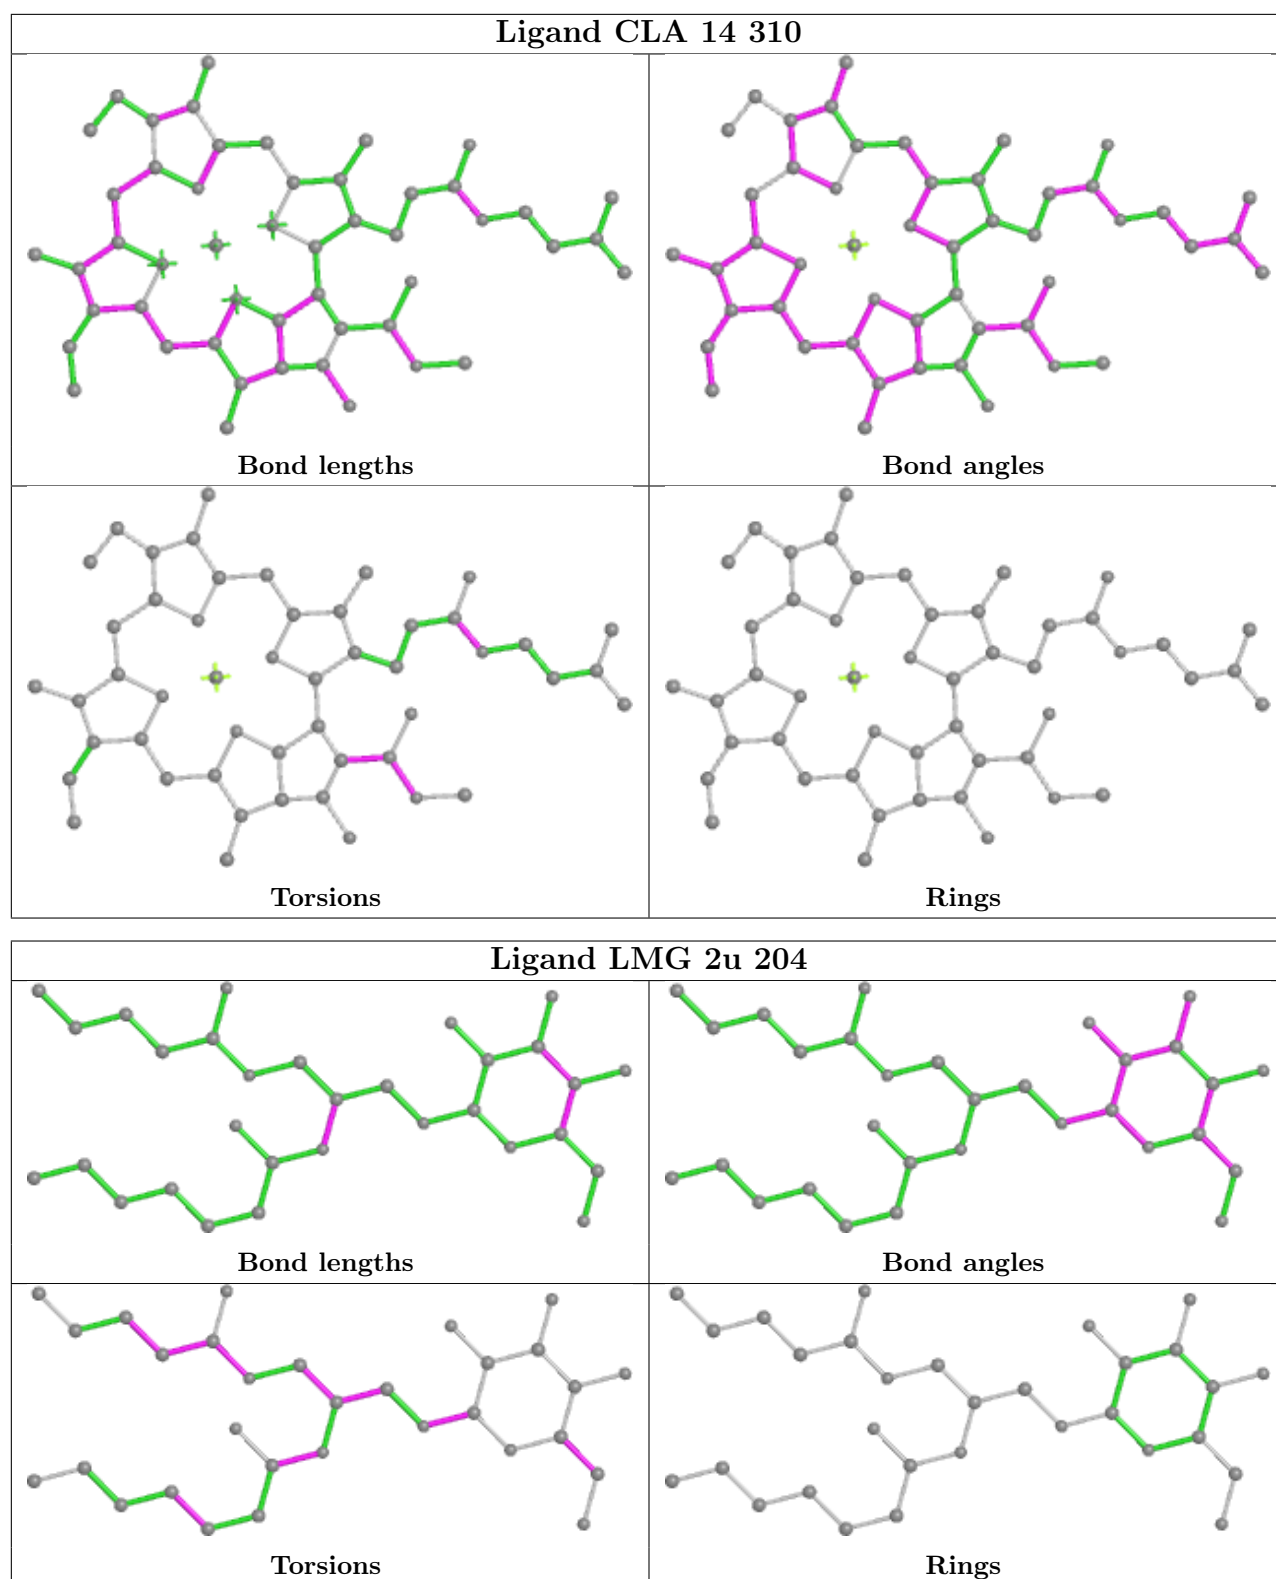 Ligand CLA 14 310
Bond lengths
Bond angles
Torsions
Rings
Ligand LMG 2u 204
Bond lengths
Bond angles
Torsions
Rings